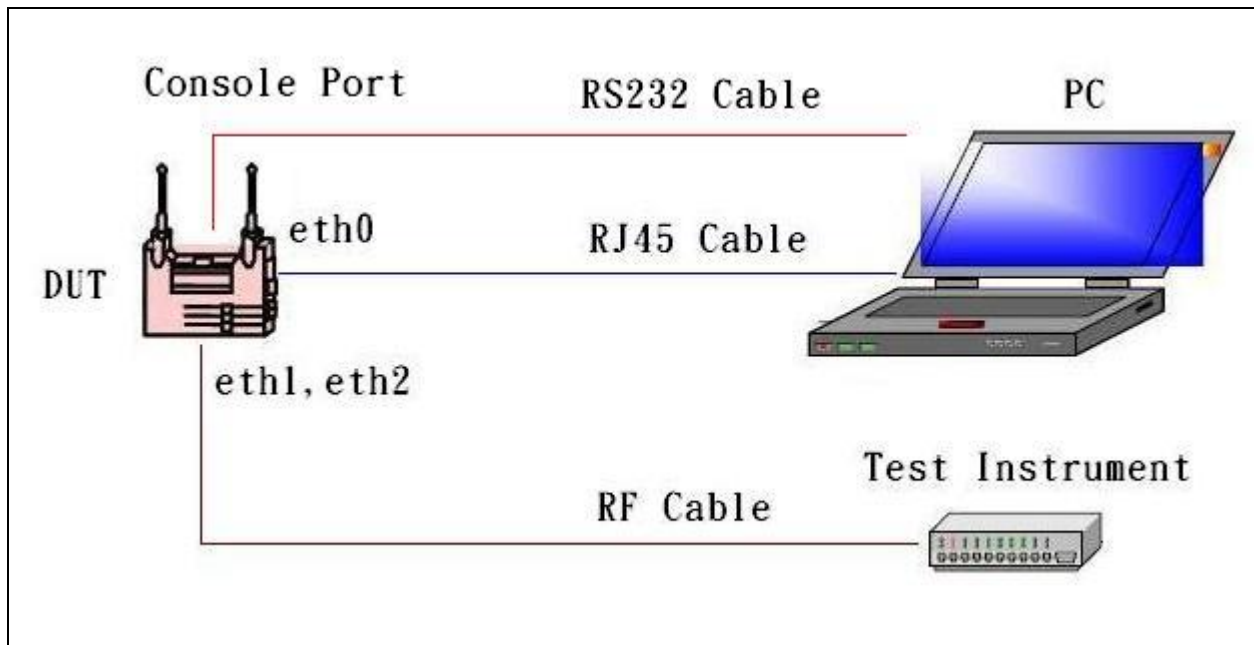 Console Port
RS232 Cable
PC
eth0
RJ45 Cable
DUT
eth1,eth2
Test Instrument
RF Cable